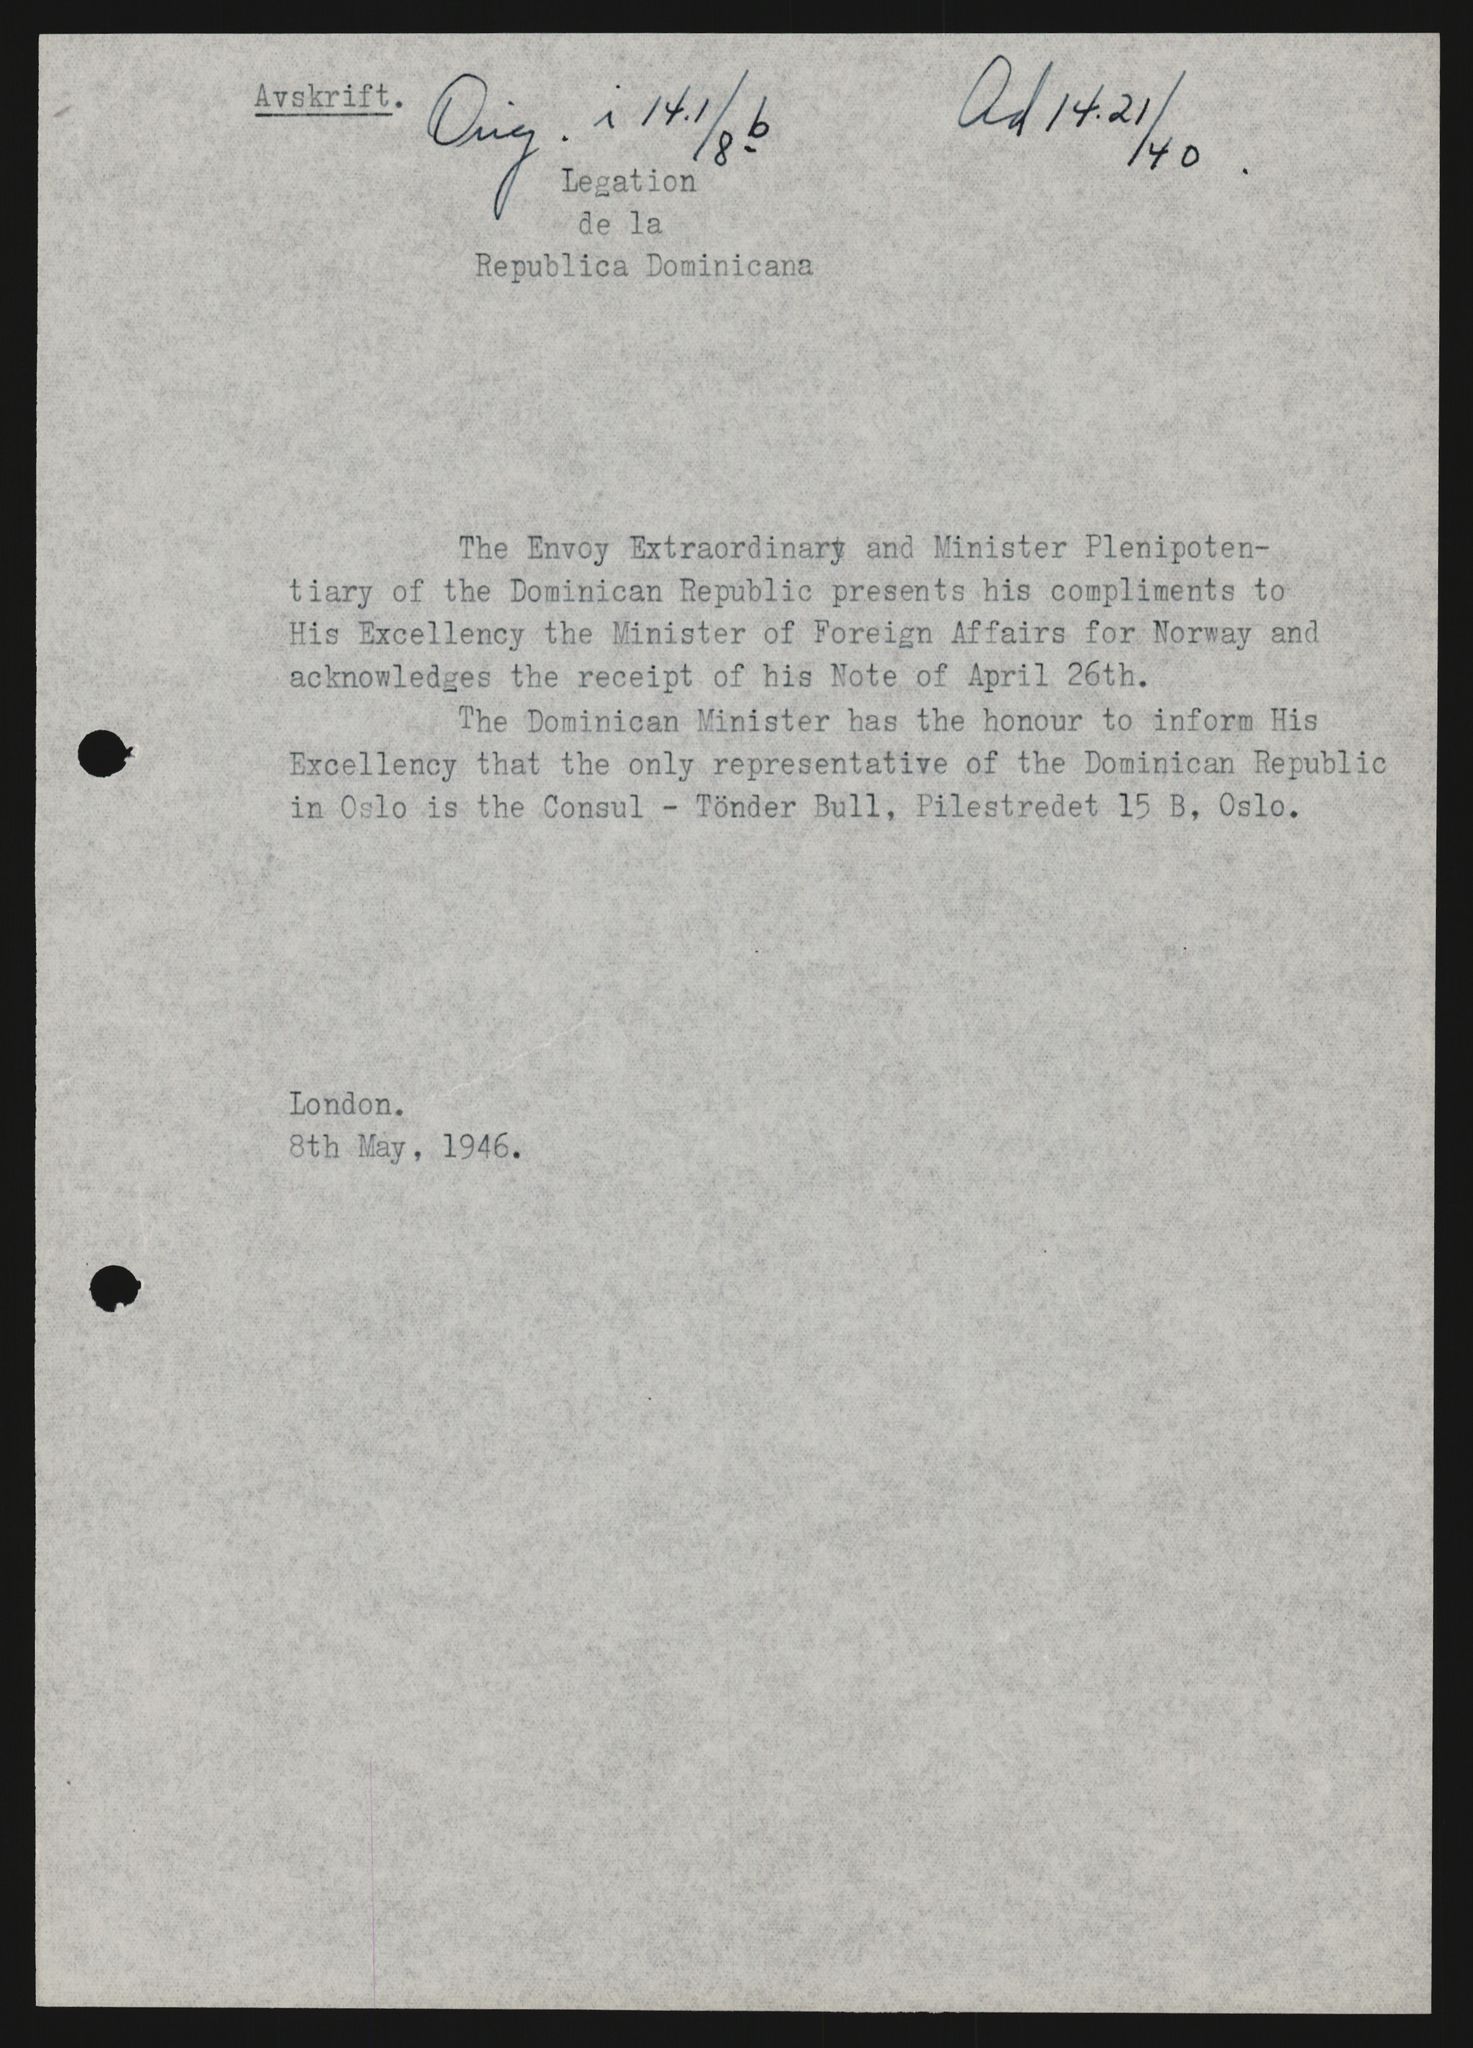 Avskrift.
Orig. i 14.1/8 b
Ad 14.21/40.
Legation
de la
Republica Dominicana
The Envoy Extraordinary and Minister Plenipoten-
tiary of the Dominican Republic presents his compliments to
His Excellency the Minister of Foreign Affairs for Norway and
acknowledges the receipt of his Note of April 26th.
The Dominican Minister has the honour to inform His
Excellency that the only representative of the Dominican Republic
in Oslo is the Consul - Tönder Bull, Pilestredet 15 B, Oslo.
London.
8th May, 1946.